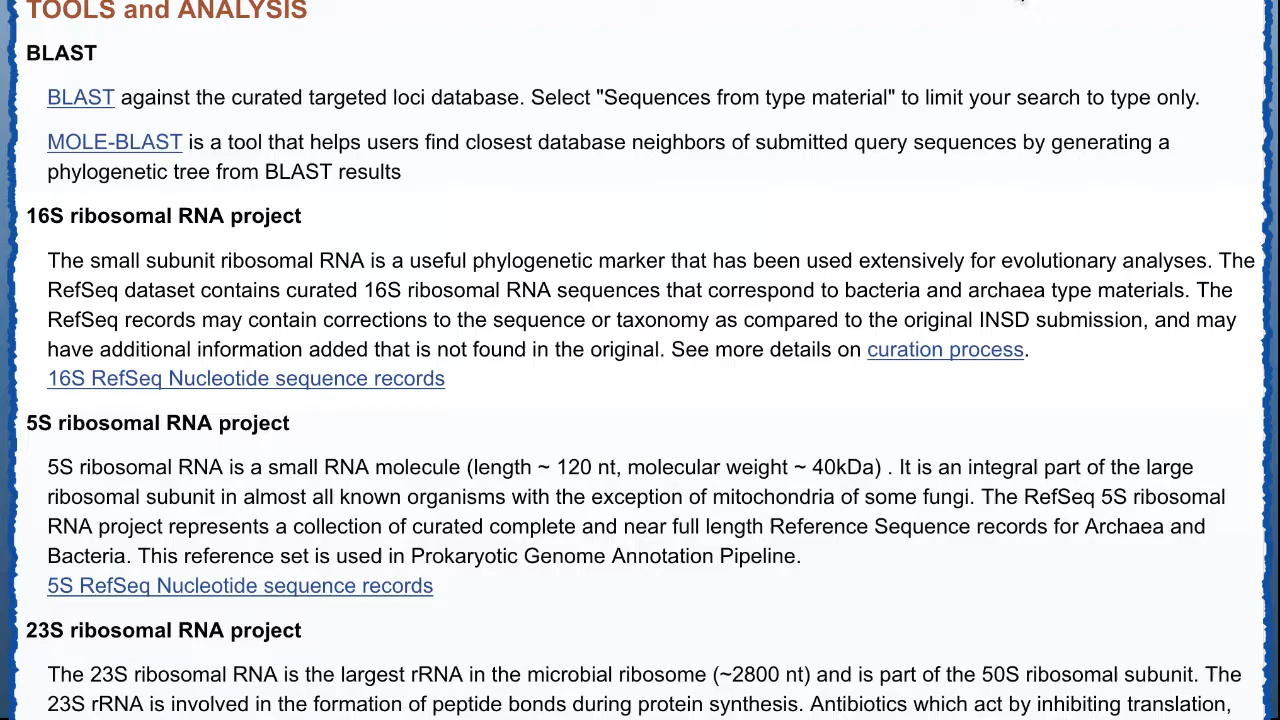 TOOLS and ANALYSIS
BLAST
BLAST against the curated targeted loci database. Select "Sequences from type material" to limit your search to type only.
MOLE-BLAST is a tool that helps users find closest database neighbors of submitted query sequences by generating a
phylogenetic tree from BLAST results
16S ribosomal RNA project
The small subunit ribosomal RNA is a useful phylogenetic marker that has been used extensively for evolutionary analyses. The
RefSeq dataset contains curated 16S ribosomal RNA sequences that correspond to bacteria and archaea type materials. The
RefSeq records may contain corrections to the sequence or taxonomy as compared to the original INSD submission, and may
have additional information added that is not found in the original. See more details on curation process.
16S RefSeq Nucleotide sequence records
5S ribosomal RNA project
5S ribosomal RNA is a small RNA molecule (length ~ 120 nt, molecular weight ~ 40kDa) . It is an integral part of the large
ribosomal subunit in almost all known organisms with the exception of mitochondria of some fungi. The RefSeq 5S ribosomal
RNA project represents a collection of curated complete and near full length Reference Sequence records for Archaea and
Bacteria. This reference set is used in Prokaryotic Genome Annotation Pipeline.
5S RefSeq Nucleotide sequence records
23S ribosomal RNA project
The 23S ribosomal RNA is the largest rRNA in the microbial ribosome (~2800 nt) and is part of the 50S ribosomal subunit. The
23S rRNA is involved in the formation of peptide bonds during protein synthesis. Antibiotics which act by inhibiting translation,